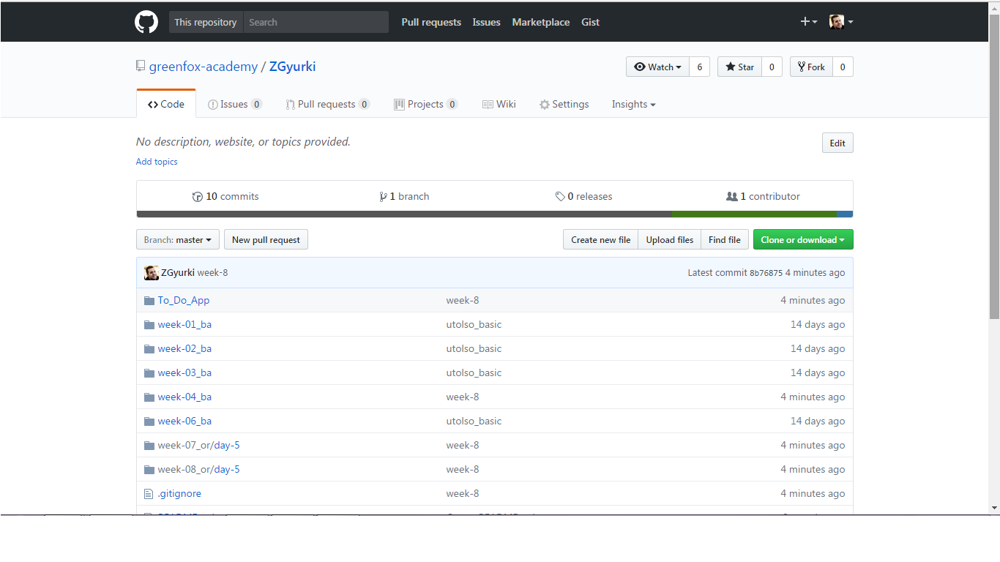 This repository Search Pull requests Issues Marketplace Gist
greenfox-academy / ZGyurki Watch 6 Star 0 Fork 0
Code Issues 0 Pull requests 0 Projects 0 Wiki Settings Insights
No description, website, or topics provided. Edit
Add topics
10 commits 1 branch 0 releases 1 contributor
Branch: master New pull request Create new file Upload files Find file Clone or download
ZGyurki week-8 Latest commit 8b76875 4 minutes ago
To_Do_App week-8 4 minutes ago
week-01_ba utolso_basic 14 days ago
week-02_ba utolso_basic 14 days ago
week-03_ba utolso_basic 14 days ago
week-04_ba week-8 4 minutes ago
week-06_ba utolso_basic 14 days ago
week-07_or/day-5 week-8 4 minutes ago
week-08_or/day-5 week-8 4 minutes ago
.gitignore week-8 4 minutes ago